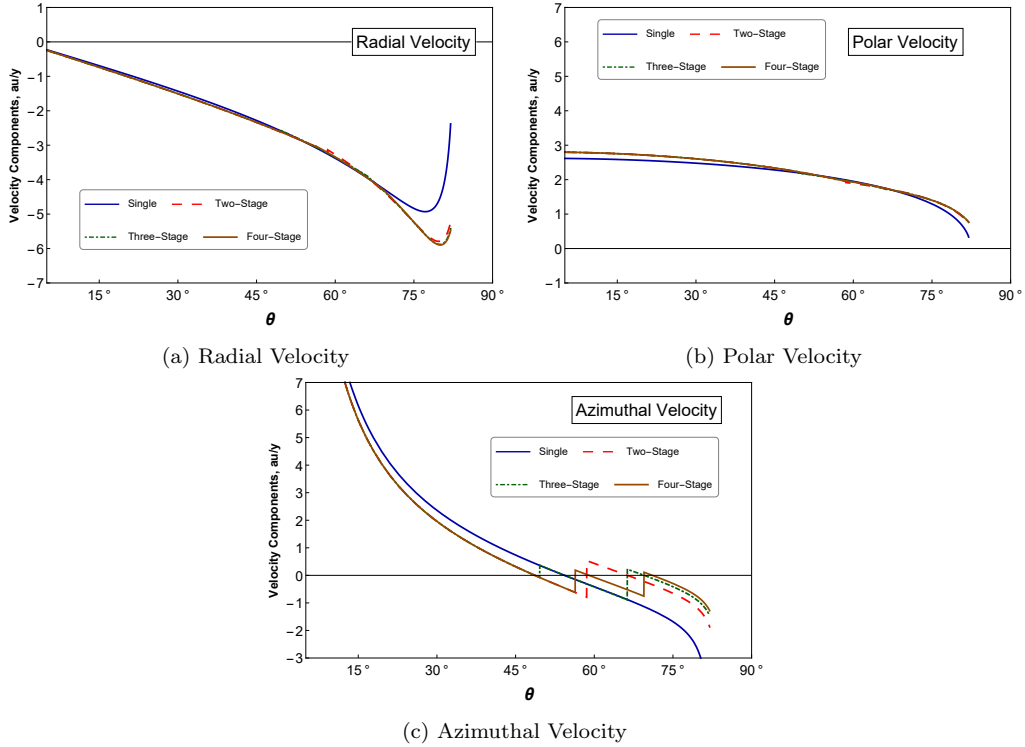 Radial Velocity
Velocity Components, au/y
1
0
−1
−2
−3
−4
−5
−6
−7
Single
Two−Stage
Three−Stage
Four−Stage
15°
30°
45°
60°
75°
90°
θ
(a) Radial Velocity
Polar Velocity
Velocity Components, au/y
7
6
5
4
3
2
1
0
−1
Single
Two−Stage
Three−Stage
Four−Stage
15°
30°
45°
60°
75°
90°
θ
(b) Polar Velocity
Azimuthal Velocity
Velocity Components, au/y
7
6
5
4
3
2
1
0
−1
−2
−3
Single
Two−Stage
Three−Stage
Four−Stage
15°
30°
45°
60°
75°
90°
θ
(c) Azimuthal Velocity